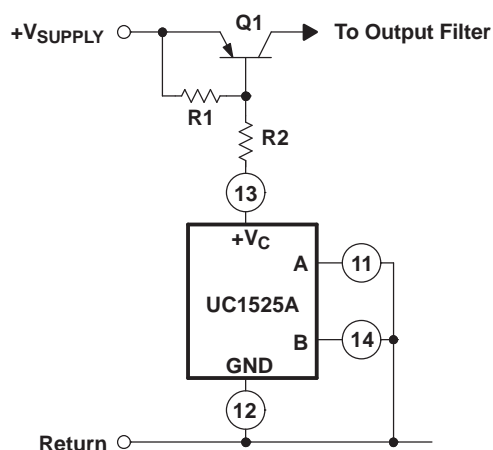 Q1
+VSUPPLY
To Output Filter
R1
R2
13
+VC
A
11
UC1525A
B
14
GND
12
Return